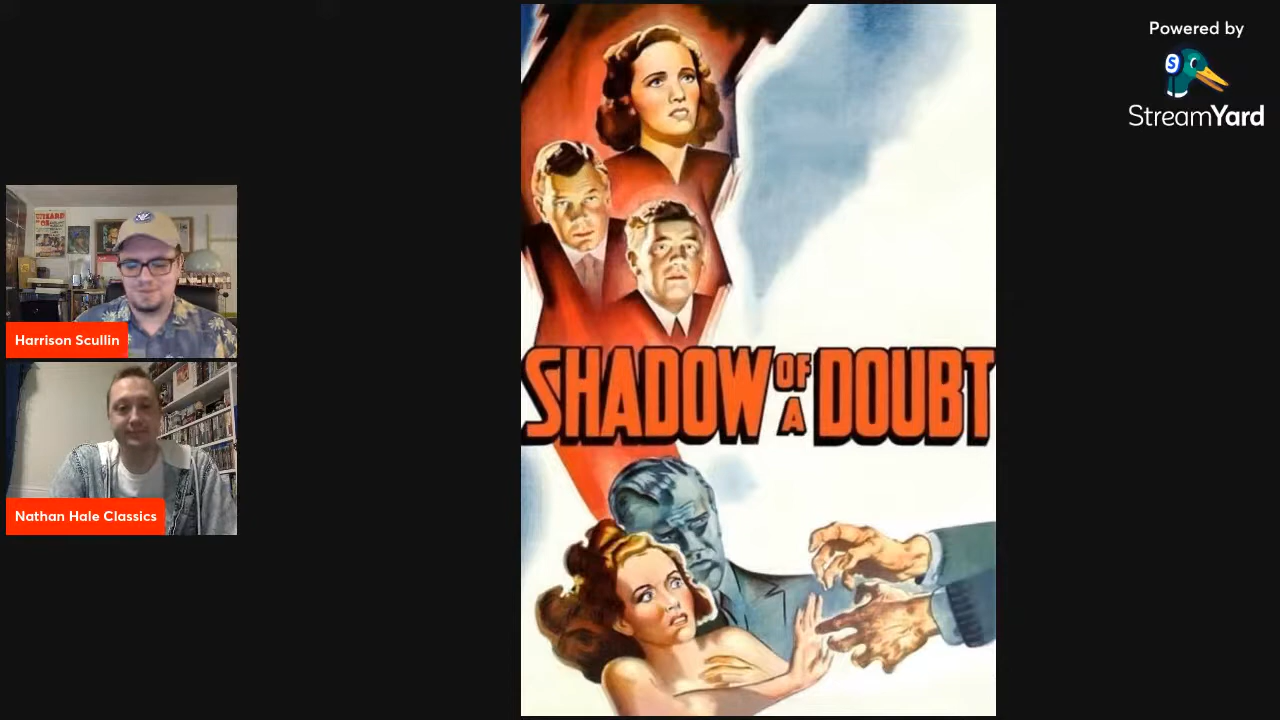 Powered by
S
StreamYard
Harrison Scullin
Nathan Hale Classics
SHADOW OF A DOUBT